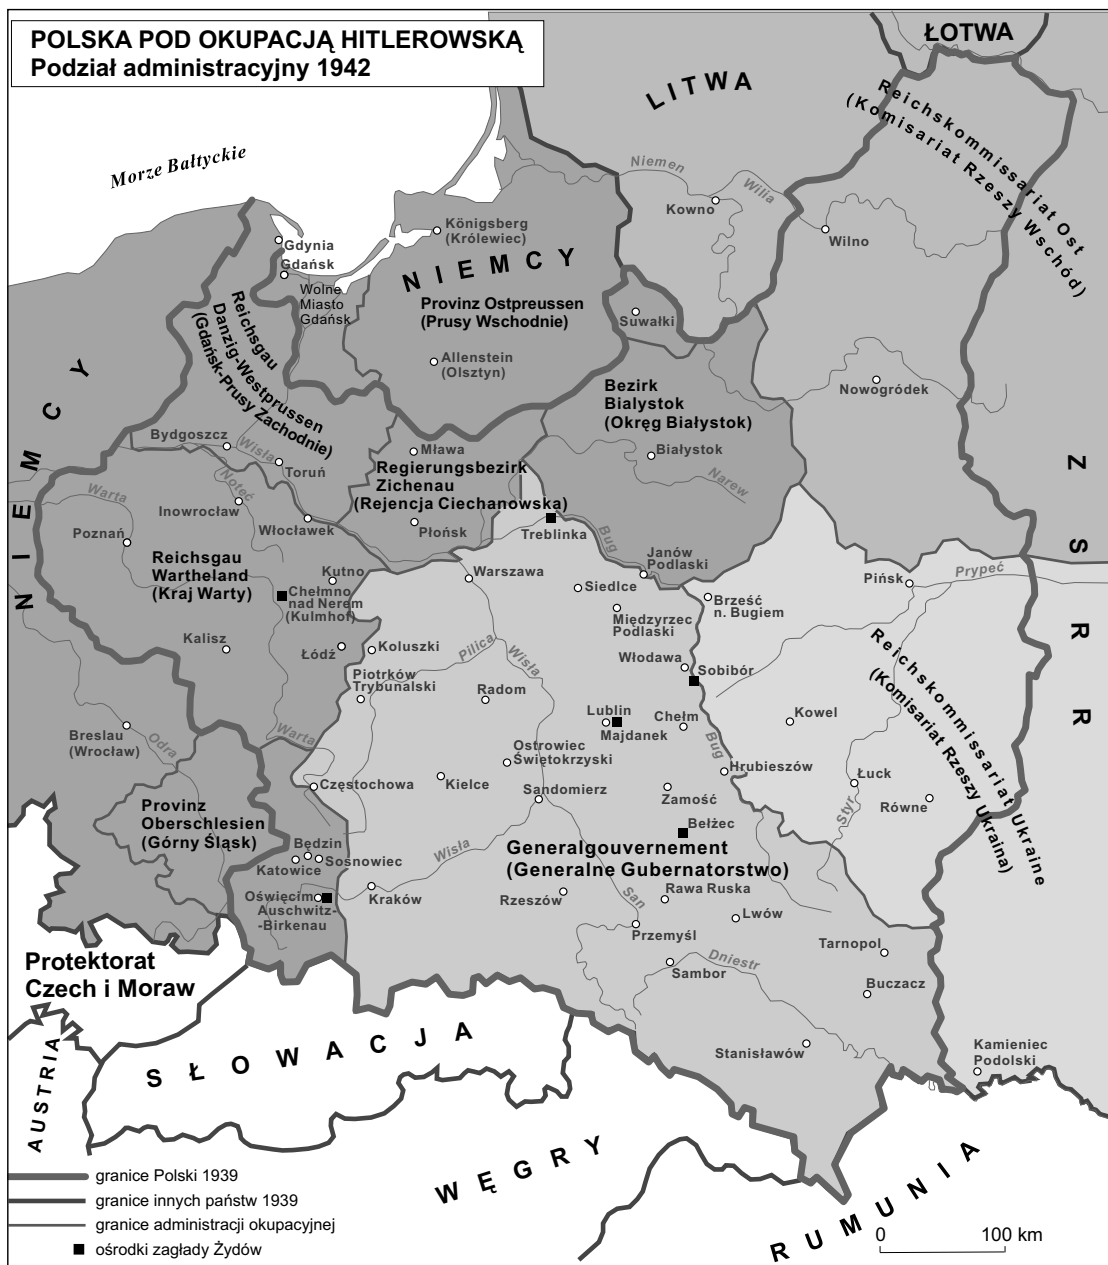 POLSKA POD OKUPACJĄ HITLEROWSKĄ
Podział administracyjny 1942
ŁOTWA
LITWA
Reichskommissariat Ost
(Komisariat Rzeszy Wschód)
Morze Bałtyckie
Niemen
Wilia
Kowno
Wilno
Königsberg
(Królewiec)
Gdynia
Gdańsk
Wolne
Miasto
Gdańsk
NIEMCY
Provinz Ostpreussen
(Prusy Wschodnie)
Suwałki
Reichsgau
Danzig-Westprussen
(Gdańsk-Prusy Zachodnie)
Allenstein
(Olsztyn)
Nowogródek
Bezirk
Bialystok
(Okręg Białystok)
Białystok
Narew
NIEMCY
Bydgoszcz
Wisła
Toruń
Mława
Regierungsbezirk
Zichenau
(Rejencja Ciechanowska)
Płońsk
Noteć
Warta
Inowrocław
Włocławek
Poznań
Treblinka
Bug
Janów
Podlaski
ZSRR
Reichsgau
Wartheland
(Kraj Warty)
Kutno
Chełmno
nad Nerem
(Kulmhof)
Warszawa
Siedlce
Międzyrzec
Podlaski
Brześć
n. Bugiem
Pińsk
Prypeć
Kalisz
Łódź
Koluszki
Pilica
Wisła
Włodawa
Sobibór
Piotrków
Trybunalski
Radom
Reichskommissariat Ukraine
(Komisariat Rzeszy Ukraina)
Lublin
Majdanek
Chełm
Bug
Kowel
Breslau
(Wrocław)
Odra
Warta
Ostrowiec
Świętokrzyski
Hrubieszów
Łuck
Styr
Równe
Częstochowa
Kielce
Sandomierz
Zamość
Bełżec
Provinz
Oberschlesien
(Górny Śląsk)
Będzin
Sosnowiec
Katowice
Wisła
Generalgouvernement
(Generalne Gubernatorstwo)
Oświęcim
Auschwitz-
-Birkenau
Kraków
Rzeszów
San
Rawa Ruska
Lwów
Przemyśl
Tarnopol
Protektorat
Czech i Moraw
Sambor
Dniestr
Buczacz
Stanisławów
Kamieniec
Podolski
SŁOWACJA
AUSTRIA
WĘGRY
RUMUNIA
granice Polski 1939
granice innych państw 1939
granice administracji okupacyjnej
ośrodki zagłady Żydów
0 100 km